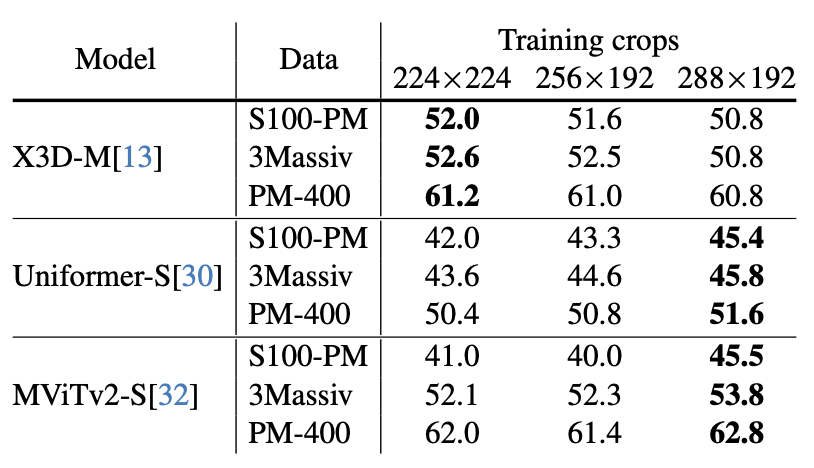 Model Data Training crops
224×224 256×192 288×192
X3D-M[13] S100-PM 52.0 51.6 50.8
3Massiv 52.6 52.5 50.8
PM-400 61.2 61.0 60.8
Uniformer-S[30] S100-PM 42.0 43.3 45.4
3Massiv 43.6 44.6 45.8
PM-400 50.4 50.8 51.6
MViTv2-S[32] S100-PM 41.0 40.0 45.5
3Massiv 52.1 52.3 53.8
PM-400 62.0 61.4 62.8